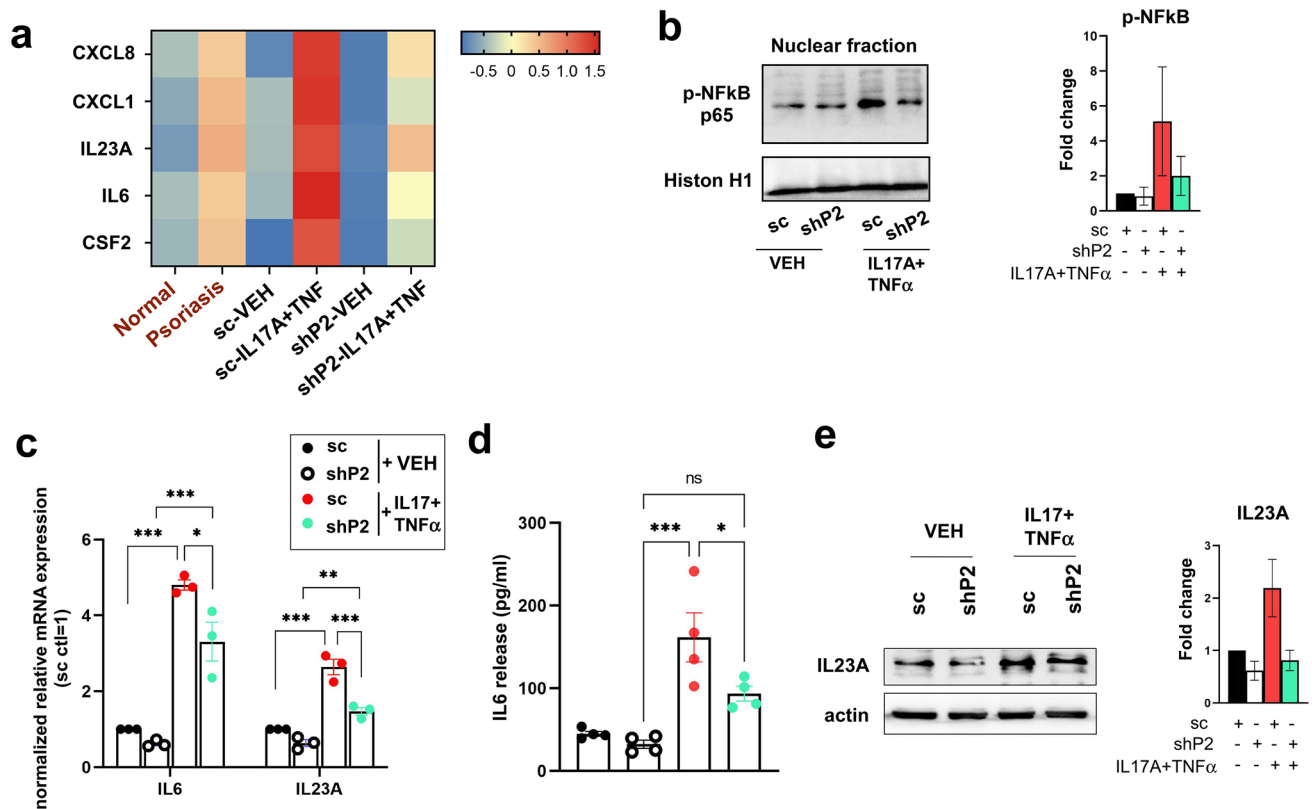 a
CXCL8
CXCL1
IL23A
IL6
CSF2
Normal
Psoriasis
sc-VEH
sc-IL17A+TNF
shP2-VEH
shP2-IL17A+TNF
-0.5 0 0.5 1.0 1.5
b
Nuclear fraction
p-NFkB
p65
Histon H1
sc shP2 sc shP2
VEH
IL17A+
TNFα
p-NFkB
Fold change
10
8
6
4
2
0
sc + - + -
shP2 - + - +
IL17A+TNFα - - + +
c
sc
shP2
+ VEH
sc
shP2
+ IL17+
TNFα
normalized relative mRNA expression
(sc ctl=1)
6
4
2
0
***
***
*
**
***
***
IL6 IL23A
d
IL6 release (pg/ml)
300
200
100
0
ns
***
*
e
VEH
IL17+
TNFα
sc shP2 sc shP2
IL23A
actin
IL23A
Fold change
3
2
1
0
sc + - + -
shP2 - + - +
IL17A+TNFα - - + +